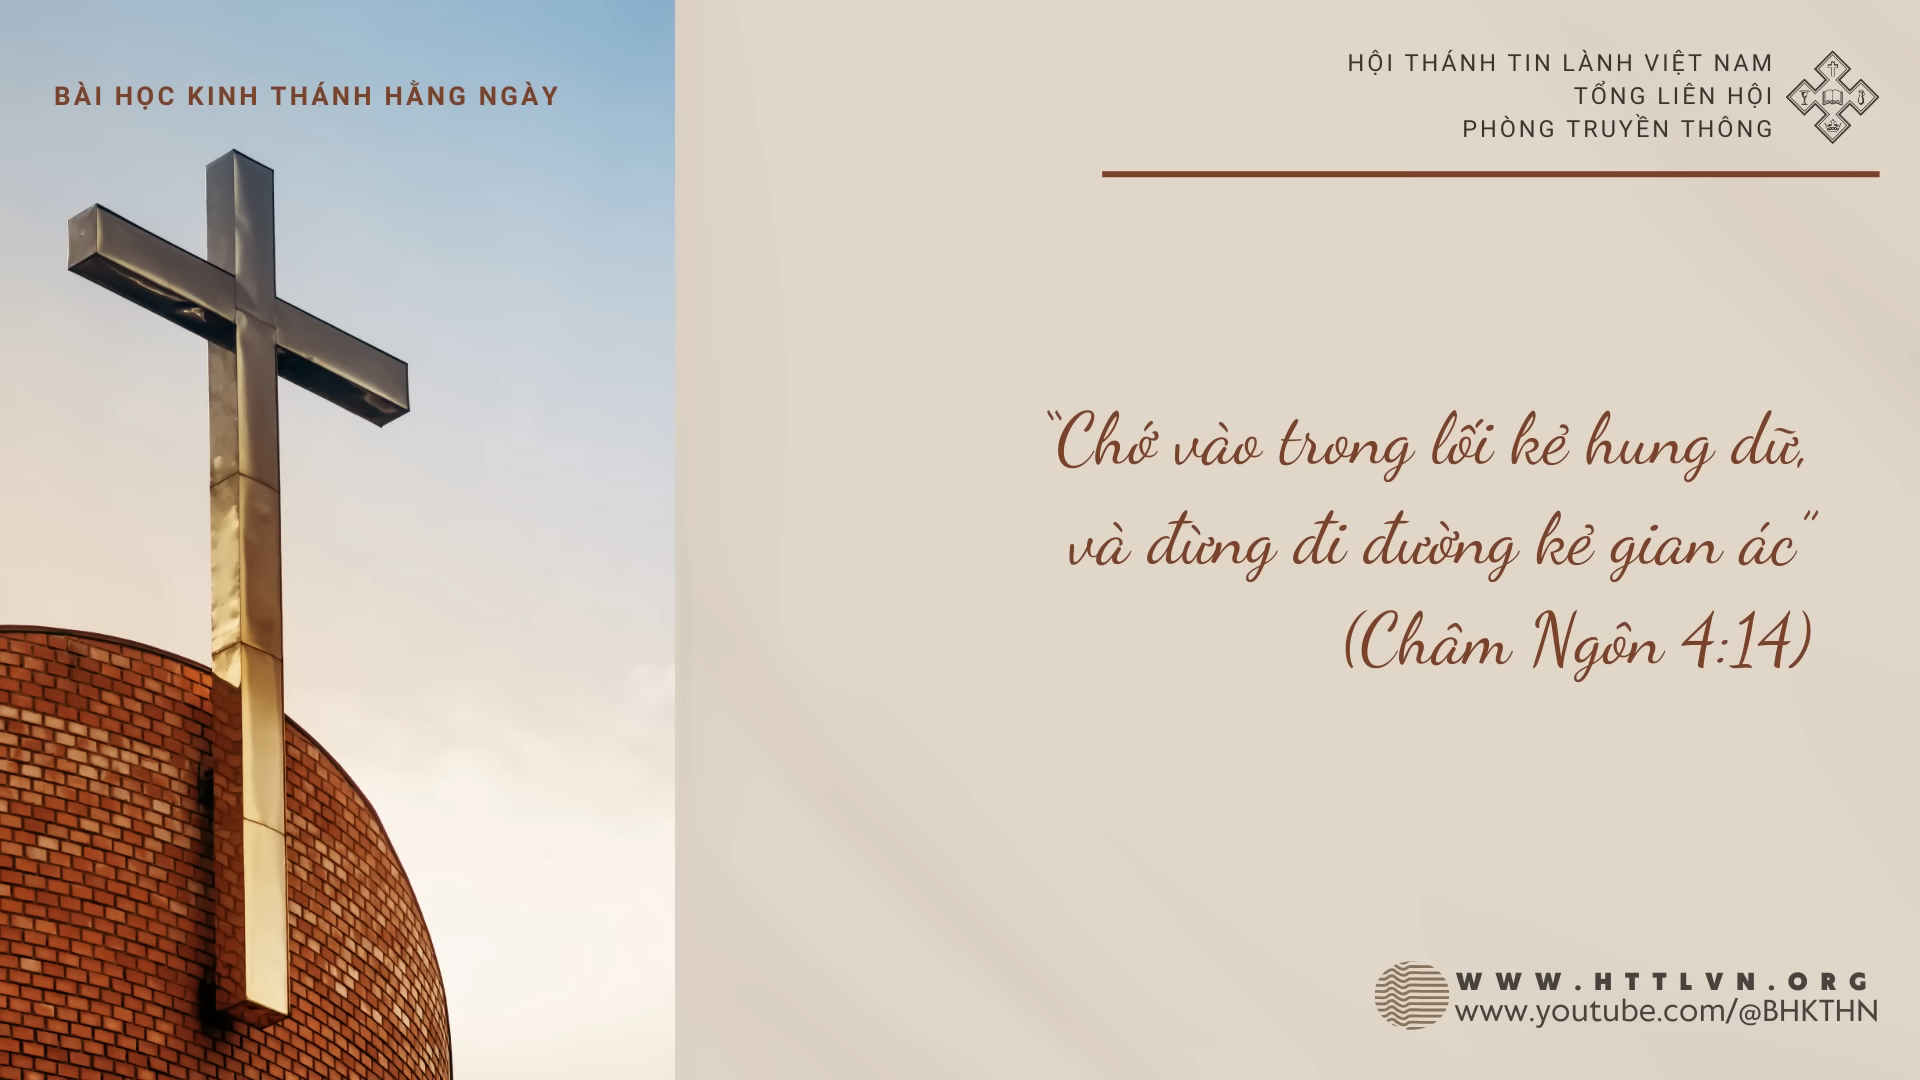 BÀI HỌC KINH THÁNH HẰNG NGÀY
HỘI THÁNH TIN LÀNH VIỆT NAM
TỔNG LIÊN HỘI
PHÒNG TRUYỀN THÔNG
“Chớ vào trong lối kẻ hung dữ,
và đừng đi đường kẻ gian ác”
(Châm Ngôn 4:14)
WWW.HTTLVN.ORG
www.youtube.com/@BHKTHN